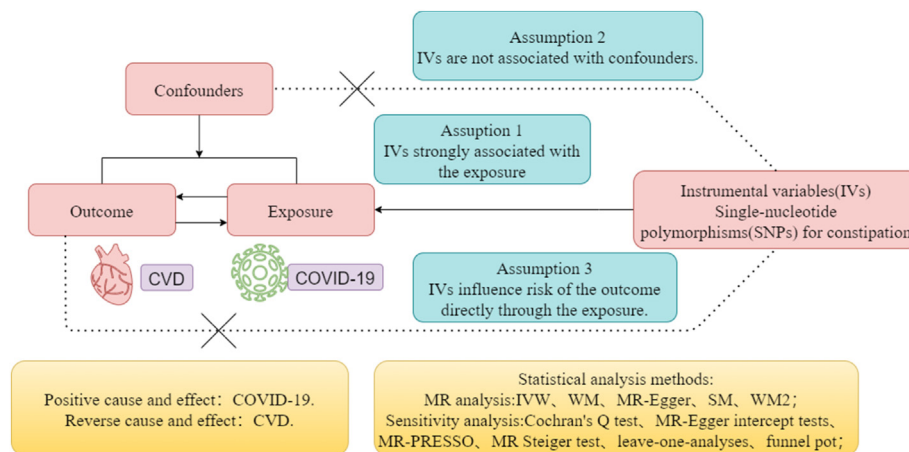 Assumption 2
IVs are not associated with confounders.
Confounders
Assuption 1
IVs strongly associated with
the exposure
Outcome
Exposure
Instrumental variables(IVs)
Single-nucleotide
polymorphisms(SNPs) for constipation
CVD
COVID-19
Assumption 3
IVs influence risk of the outcome
directly through the exposure.
Positive cause and effect：COVID-19.
Reverse cause and effect：CVD.
Statistical analysis methods:
MR analysis:IVW、WM、MR-Egger、SM、WM2；
Sensitivity analysis:Cochran's Q test、MR-Egger intercept tests、
MR-PRESSO、MR Steiger test、leave-one-analyses、funnel pot；